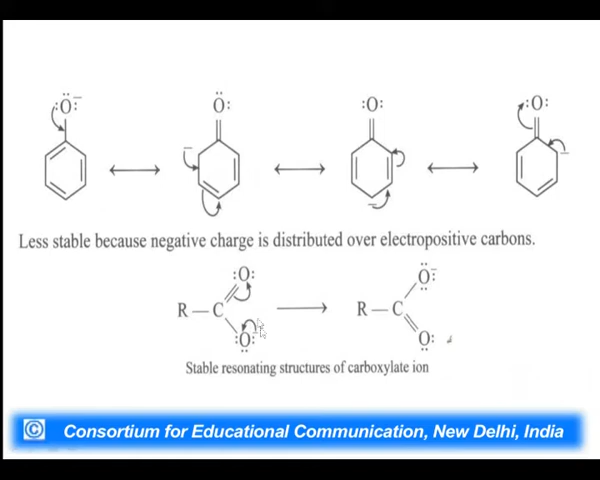 :Ö:⁻ Ö: :O: :O:
Less stable because negative charge is distributed over electropositive carbons.
:O: :Ö:⁻
R—C R—C
:O:⁻ O:
Stable resonating structures of carboxylate ion
© Consortium for Educational Communication, New Delhi, India